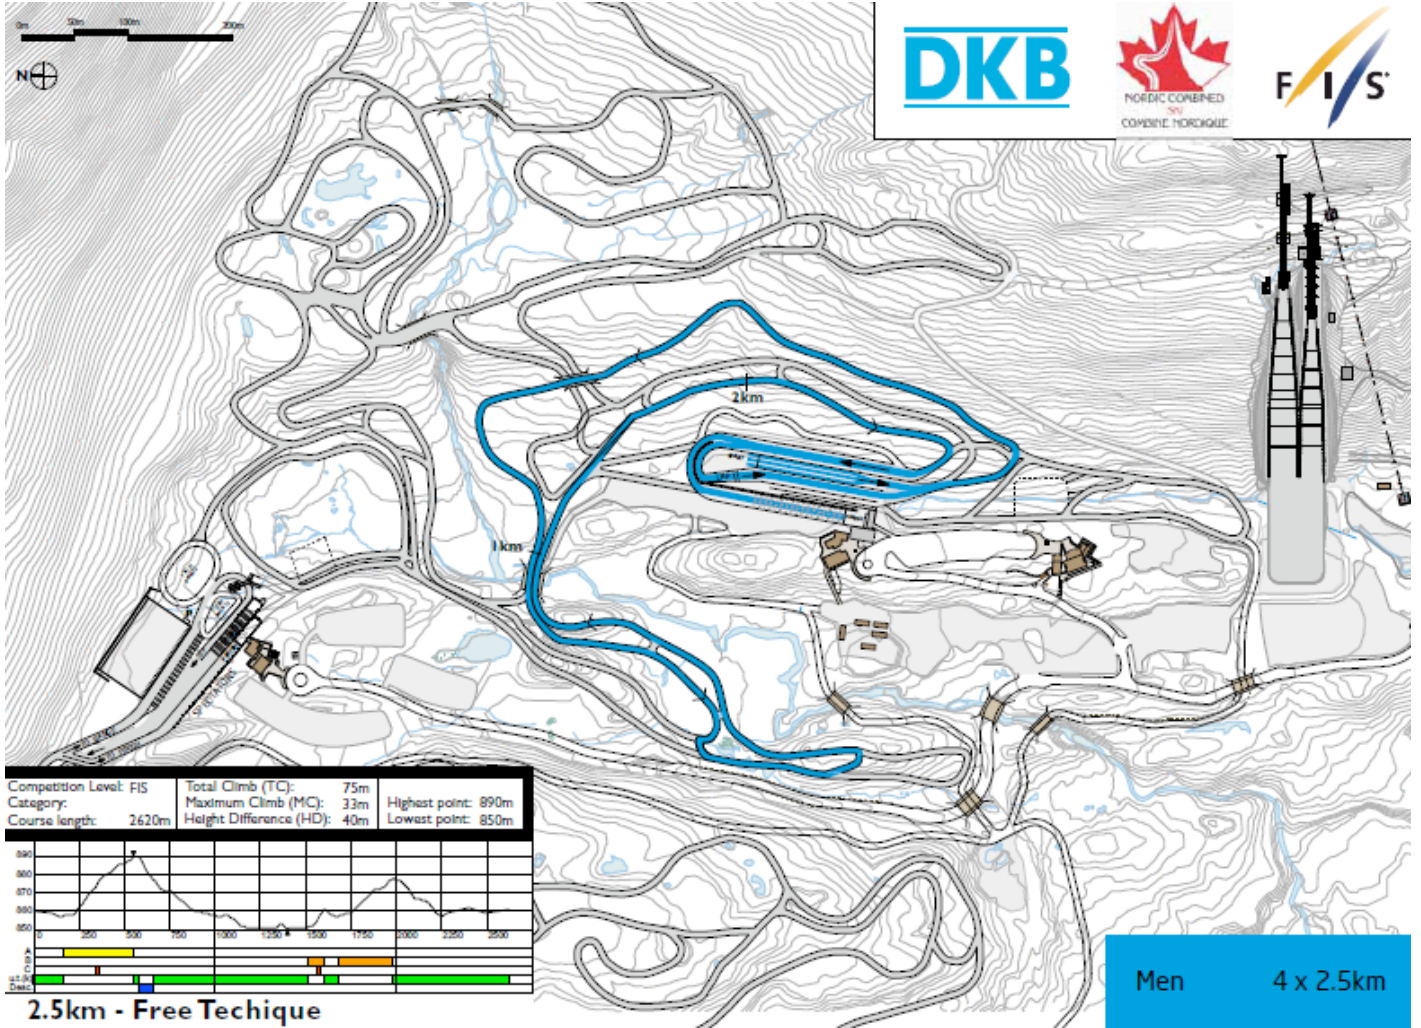 0m 50m 100m 200m
N
DKB
NORDIC COMBINED
COMBINE NORDIQUE
F I S
2km
1km
Competition Level: FIS
Category:
Course length: 2620m
Total Climb (TC): 75m
Maximum Climb (MC): 33m
Height Difference (HD): 40m
Highest point: 890m
Lowest point: 850m
890
880
870
860
850
0 250 500 750 1000 1250 1500 1750 2000 2250 2500
A
B
C
Desc.
2.5km - Free Techique
Men 4 x 2.5km